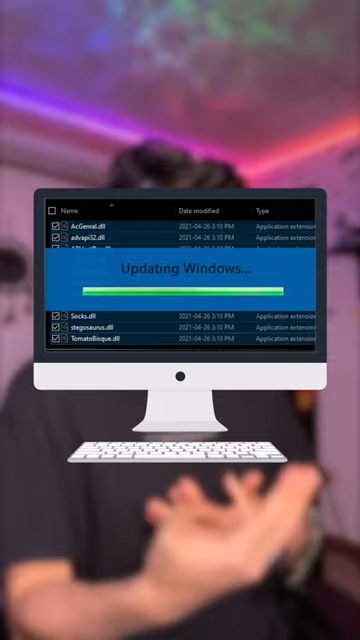 Name Date modified Type
AcGenral.dll 2021-04-26 3:10 PM Application extension
advapi32.dll 2021-04-26 3:10 PM Application extension
Updating Windows...
Socks.dll 2021-04-26 3:10 PM Application extension
stegosaurus.dll 2021-04-26 3:10 PM Application extension
TomatoBisque.dll 2021-04-26 3:10 PM Application extension